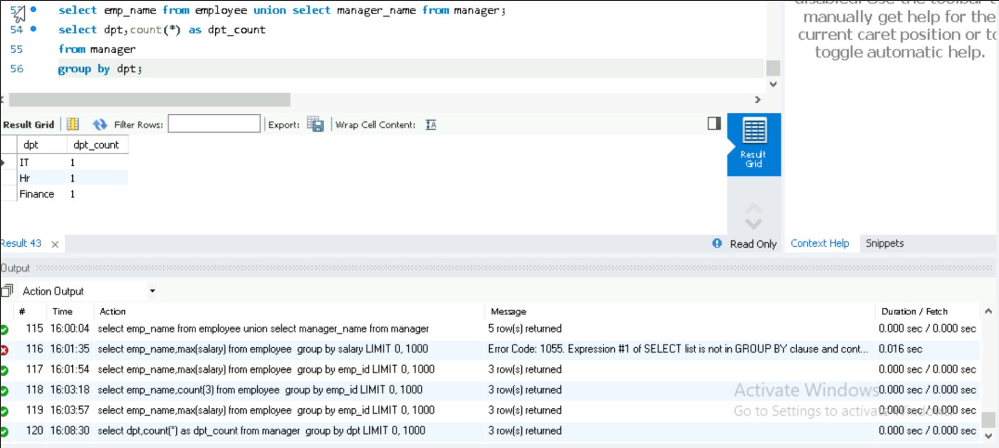 select emp_name from employee union select manager_name from manager;
54 select dpt,count(*) as dpt_count
55 from manager
56 group by dpt;
manually get help for the
current caret position or to
toggle automatic help.
Result Grid Filter Rows: Export: Wrap Cell Content: IA
dpt dpt_count
IT 1
Hr 1
Finance 1
Result
Grid
Result 43 Read Only Context Help Snippets
Output
Action Output
# Time Action Message Duration / Fetch
115 16:00:04 select emp_name from employee union select manager_name from manager 5 row(s) returned 0.000 sec / 0.000 sec
116 16:01:35 select emp_name,max(salary) from employee group by salary LIMIT 0, 1000 Error Code: 1055. Expression #1 of SELECT list is not in GROUP BY clause and cont... 0.016 sec
117 16:01:54 select emp_name,max(salary) from employee group by emp_id LIMIT 0, 1000 3 row(s) returned 0.000 sec / 0.000 sec
118 16:03:18 select emp_name,count(3) from employee group by emp_id LIMIT 0, 1000 3 row(s) returned 0.000 sec / 0.000 sec
119 16:03:57 select emp_name,max(salary) from employee group by emp_id LIMIT 0, 1000 3 row(s) returned 0.000 sec / 0.000 sec
120 16:08:30 select dpt,count(*) as dpt_count from manager group by dpt LIMIT 0, 1000 3 row(s) returned 0.000 sec / 0.000 sec
Activate Windows
Go to Settings to activate Windows.